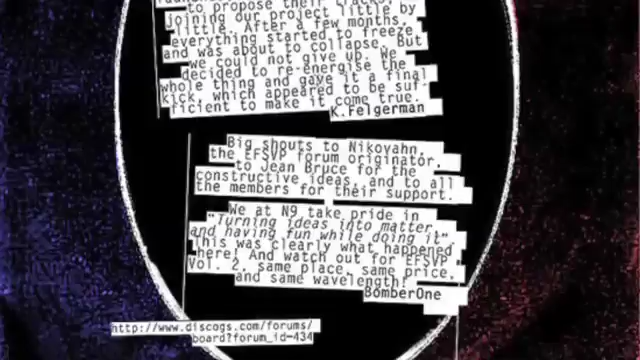 to propose their tracks,
joining our project little by
little. After a few months,
everything started to freeze
and was about to collapse. But
we could not give up. We
decided to re-energise the
whole thing and gave it a final
kick, which appeared to be suf-
ficient to make it come true.
K.Felgerman
Big shouts to Nikovahn,
the EFSVP forum originator,
to Jean Bruce for the
constructive ideas, and to all
the members for their support.
We at N9 take pride in
"Turning ideas into matter,
and having fun while doing it"
This was clearly what happened
here! And watch out for EFSVP
Vol. 2, same place, same price,
and same wavelength!
BomberOne
http://www.discogs.com/forums/
board?forum_id=434